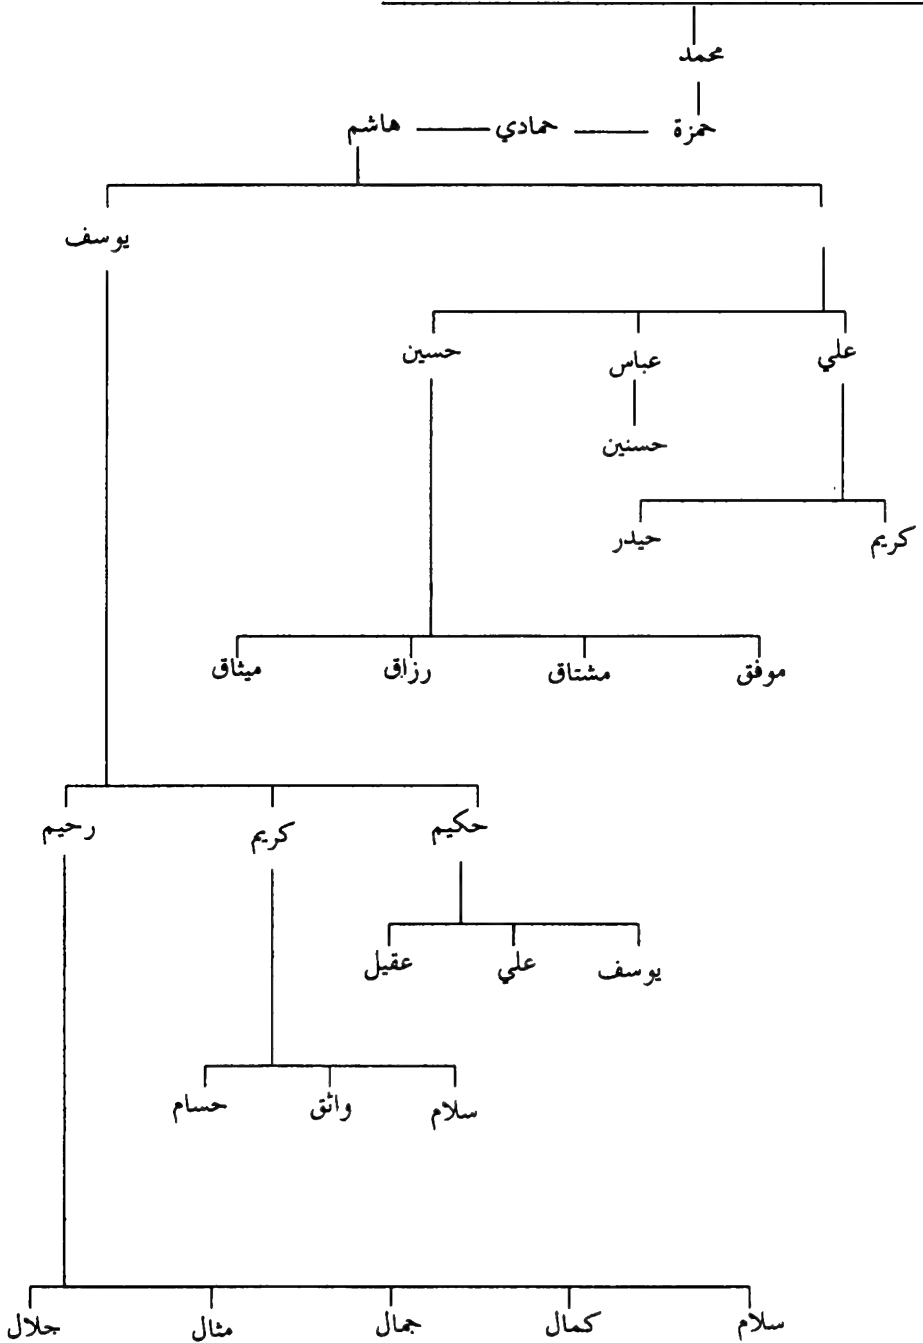 محمد
حمزة حمادي هاشم
يوسف
علي عباس حسين
حسنين
كريم حيدر
موفق مشتاق رزاق ميثاق
حكيم كريم رحيم
يوسف علي عقيل
سلام واثق حسام
سلام كمال جمال مثال جلال